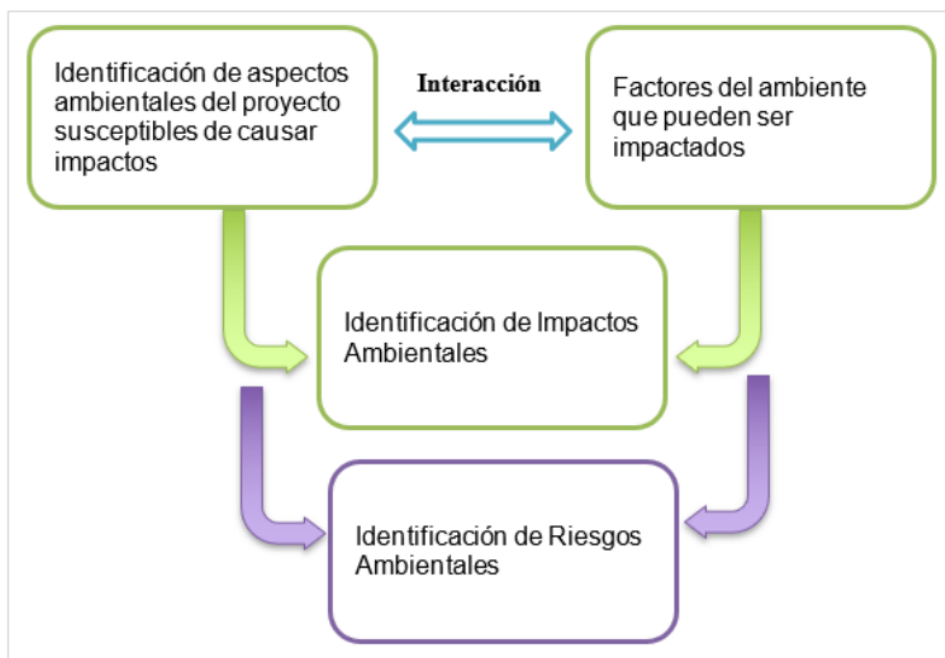 Identificación de aspectos
ambientales del proyecto
susceptibles de causar
impactos
Interacción
Factores del ambiente
que pueden ser
impactados
Identificación de Impactos
Ambientales
Identificación de Riesgos
Ambientales